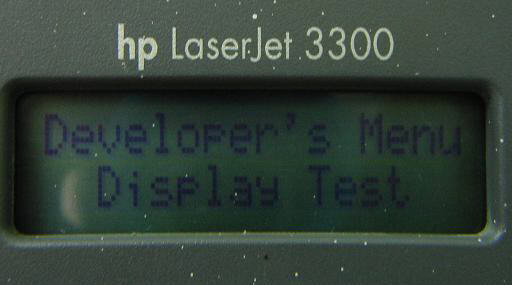 hp LaserJet 3300
Developer's Menu
Display Test